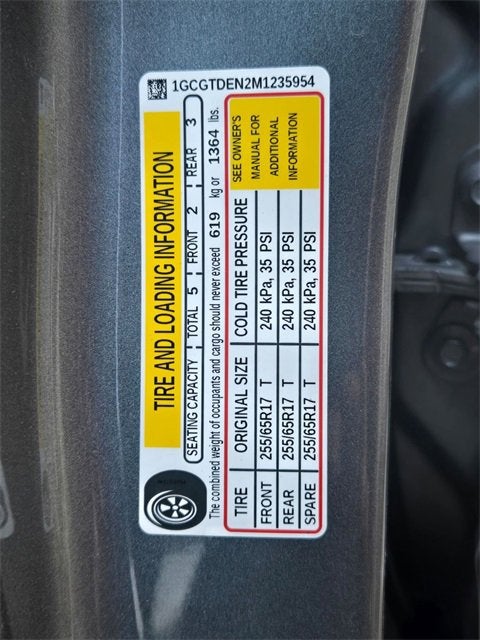 1GCGTDEN2M1235954
TIRE AND LOADING INFORMATION
SEATING CAPACITY TOTAL 5 FRONT 2 REAR 3
The combined weight of occupants and cargo should never exceed 619 kg or 1364 lbs.
TIRE ORIGINAL SIZE COLD TIRE PRESSURE
FRONT 255/65R17 T 240 kPa, 35 PSI
REAR 255/65R17 T 240 kPa, 35 PSI
SPARE 255/65R17 T 240 kPa, 35 PSI
SEE OWNER'S
MANUAL FOR
ADDITIONAL
INFORMATION